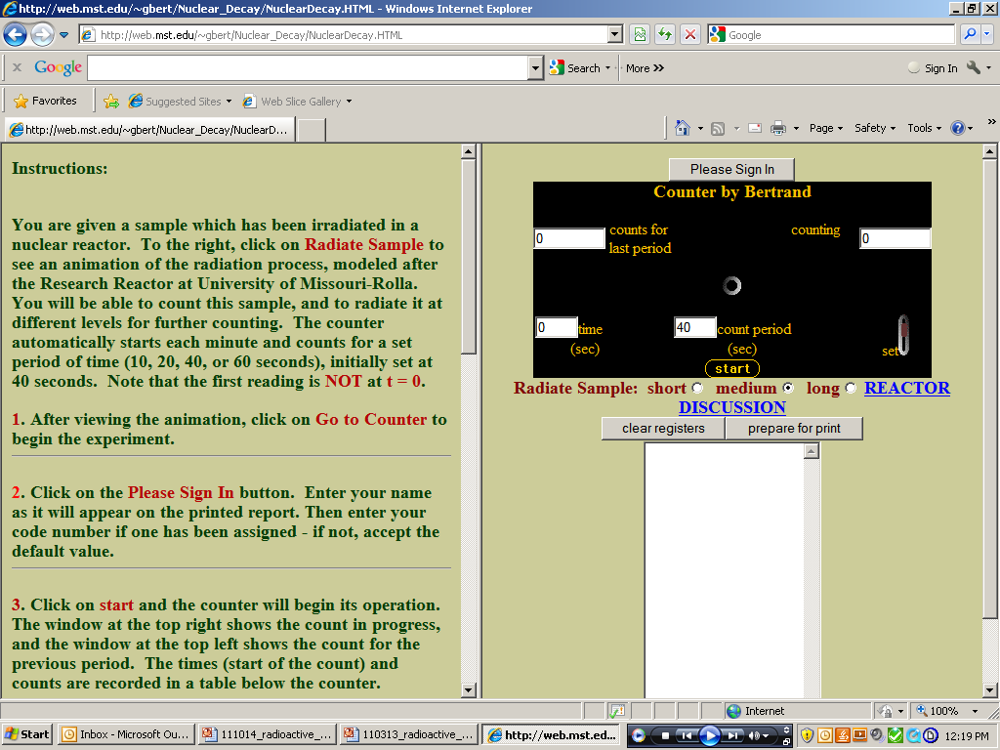 http://web.mst.edu/~gbert/Nuclear_Decay/NuclearDecay.HTML - Windows Internet Explorer
http://web.mst.edu/~gbert/Nuclear_Decay/NuclearDecay.HTML
Google
x Google Search More >> Sign In
Favorites Suggested Sites Web Slice Gallery
http://web.mst.edu/~gbert/Nuclear_Decay/NuclearD...
Page Safety Tools >>
Instructions:
You are given a sample which has been irradiated in a
nuclear reactor. To the right, click on Radiate Sample to
see an animation of the radiation process, modeled after
the Research Reactor at University of Missouri-Rolla.
You will be able to count this sample, and to radiate it at
different levels for further counting. The counter
automatically starts each minute and counts for a set
period of time (10, 20, 40, or 60 seconds), initially set at
40 seconds. Note that the first reading is NOT at t = 0.
1. After viewing the animation, click on Go to Counter to
begin the experiment.
2. Click on the Please Sign In button. Enter your name
as it will appear on the printed report. Then enter your
code number if one has been assigned - if not, accept the
default value.
3. Click on start and the counter will begin its operation.
The window at the top right shows the count in progress,
and the window at the top left shows the count for the
previous period. The times (start of the count) and
counts are recorded in a table below the counter.
Please Sign In
Counter by Bertrand
0 counts for counting 0
last period
0 time 40 count period
(sec) (sec) set
start
Radiate Sample: short medium long REACTOR
DISCUSSION
clear registers prepare for print
Internet 100%
Start Inbox - Microsoft Ou... 111014_radioactive_... 110313_radioactive_... http://web.mst.ed... 12:19 PM